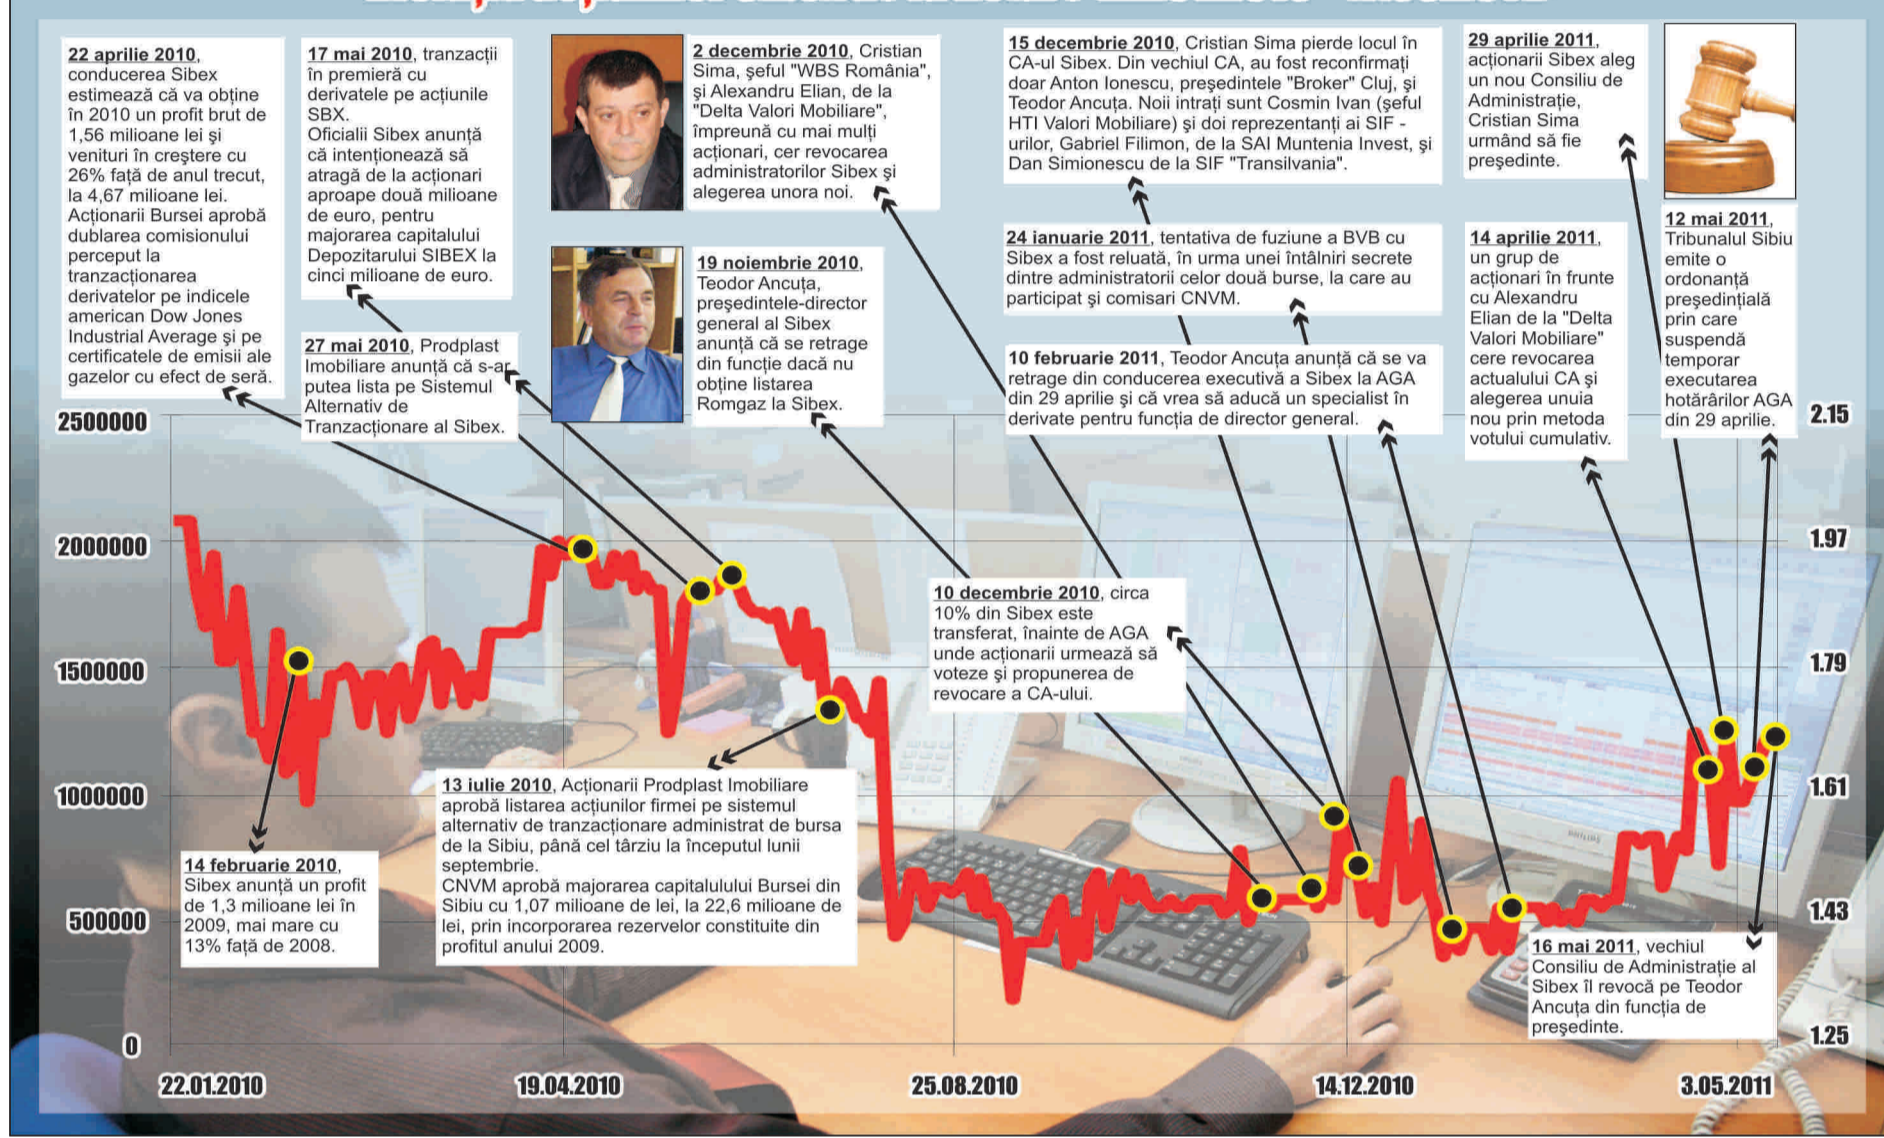 22 aprilie 2010,
conducerea Sibex
estimează că va obține
în 2010 un profit brut de
1,56 milioane lei și
venituri în creștere cu
26% față de anul trecut,
la 4,67 milioane lei.
Acționarii Bursei aprobă
dublarea comisionului
perceput la
tranzacționarea
derivatelor pe indicele
american Dow Jones
Industrial Average și pe
certificatele de emisii ale
gazelor cu efect de seră.
17 mai 2010, tranzacții
în premieră cu
derivatele pe acțiunile
SBX.
Oficialii Sibex anunță
că intenționează să
atragă de la acționari
aproape două milioane
de euro, pentru
majorarea capitalului
Depozitarului SIBEX la
cinci milioane de euro.
27 mai 2010, Prodplast
Imobiliare anunță că s-ar
putea lista pe Sistemul
Alternativ de
Tranzacționare al Sibex.
2 decembrie 2010, Cristian
Sima, șeful "WBS România",
și Alexandru Elian, de la
"Delta Valori Mobiliare",
împreună cu mai mulți
acționari, cer revocarea
administratorilor Sibex și
alegerea unora noi.
19 noiembrie 2010,
Teodor Ancuța,
președintele-director
general al Sibex
anunță că se retrage
din funcție dacă nu
obține listarea
Romgaz la Sibex.
15 decembrie 2010, Cristian Sima pierde locul în
CA-ul Sibex. Din vechiul CA, au fost reconfirmați
doar Anton Ionescu, președintele "Broker" Cluj, și
Teodor Ancuța. Noii intrați sunt Cosmin Ivan (șeful
HTI Valori Mobiliare) și doi reprezentanți ai SIF -
urilor, Gabriel Filimon, de la SAI Muntenia Invest, și
Dan Simionescu de la SIF "Transilvania".
24 ianuarie 2011, tentativa de fuziune a BVB cu
Sibex a fost reluată, în urma unei întâlniri secrete
dintre administratorii celor două burse, la care au
participat și comisari CNVM.
10 februarie 2011, Teodor Ancuța anunță că se va
retrage din conducerea executivă a Sibex la AGA
din 29 aprilie și că vrea să aducă un specialist în
derivate pentru funcția de director general.
29 aprilie 2011,
acționarii Sibex aleg
un nou Consiliu de
Administrație,
Cristian Sima
urmând să fie
președinte.
14 aprilie 2011,
un grup de
acționari în frunte
cu Alexandru
Elian de la "Delta
Valori Mobiliare"
cere revocarea
actualului CA și
alegerea unuia
nou prin metoda
votului cumulativ.
12 mai 2011,
Tribunalul Sibiu
emite o
ordonanță
președințială
prin care
suspendă
temporar
executarea
hotărârilor AGA
din 29 aprilie.
10 decembrie 2010, circa
10% din Sibex este
transferat, înainte de AGA
unde acționarii urmează să
voteze și propunerea de
revocare a CA-ului.
13 iulie 2010, Acționarii Prodplast Imobiliare
aprobă listarea acțiunilor firmei pe sistemul
alternativ de tranzacționare administrat de bursa
de la Sibiu, până cel târziu la începutul lunii
septembrie.
CNVM aprobă majorarea capitalulului Bursei din
Sibiu cu 1,07 milioane de lei, la 22,6 milioane de
lei, prin incorporarea rezervelor constituite din
profitul anului 2009.
14 februarie 2010,
Sibex anunță un profit
de 1,3 milioane lei în
2009, mai mare cu
13% față de 2008.
16 mai 2011, vechiul
Consiliu de Administrație al
Sibex îl revocă pe Teodor
Ancuța din funcția de
președinte.
2500000
2000000
1500000
1000000
500000
0
2.15
1.97
1.79
1.61
1.43
1.25
22.01.2010
19.04.2010
25.08.2010
14.12.2010
3.05.2011